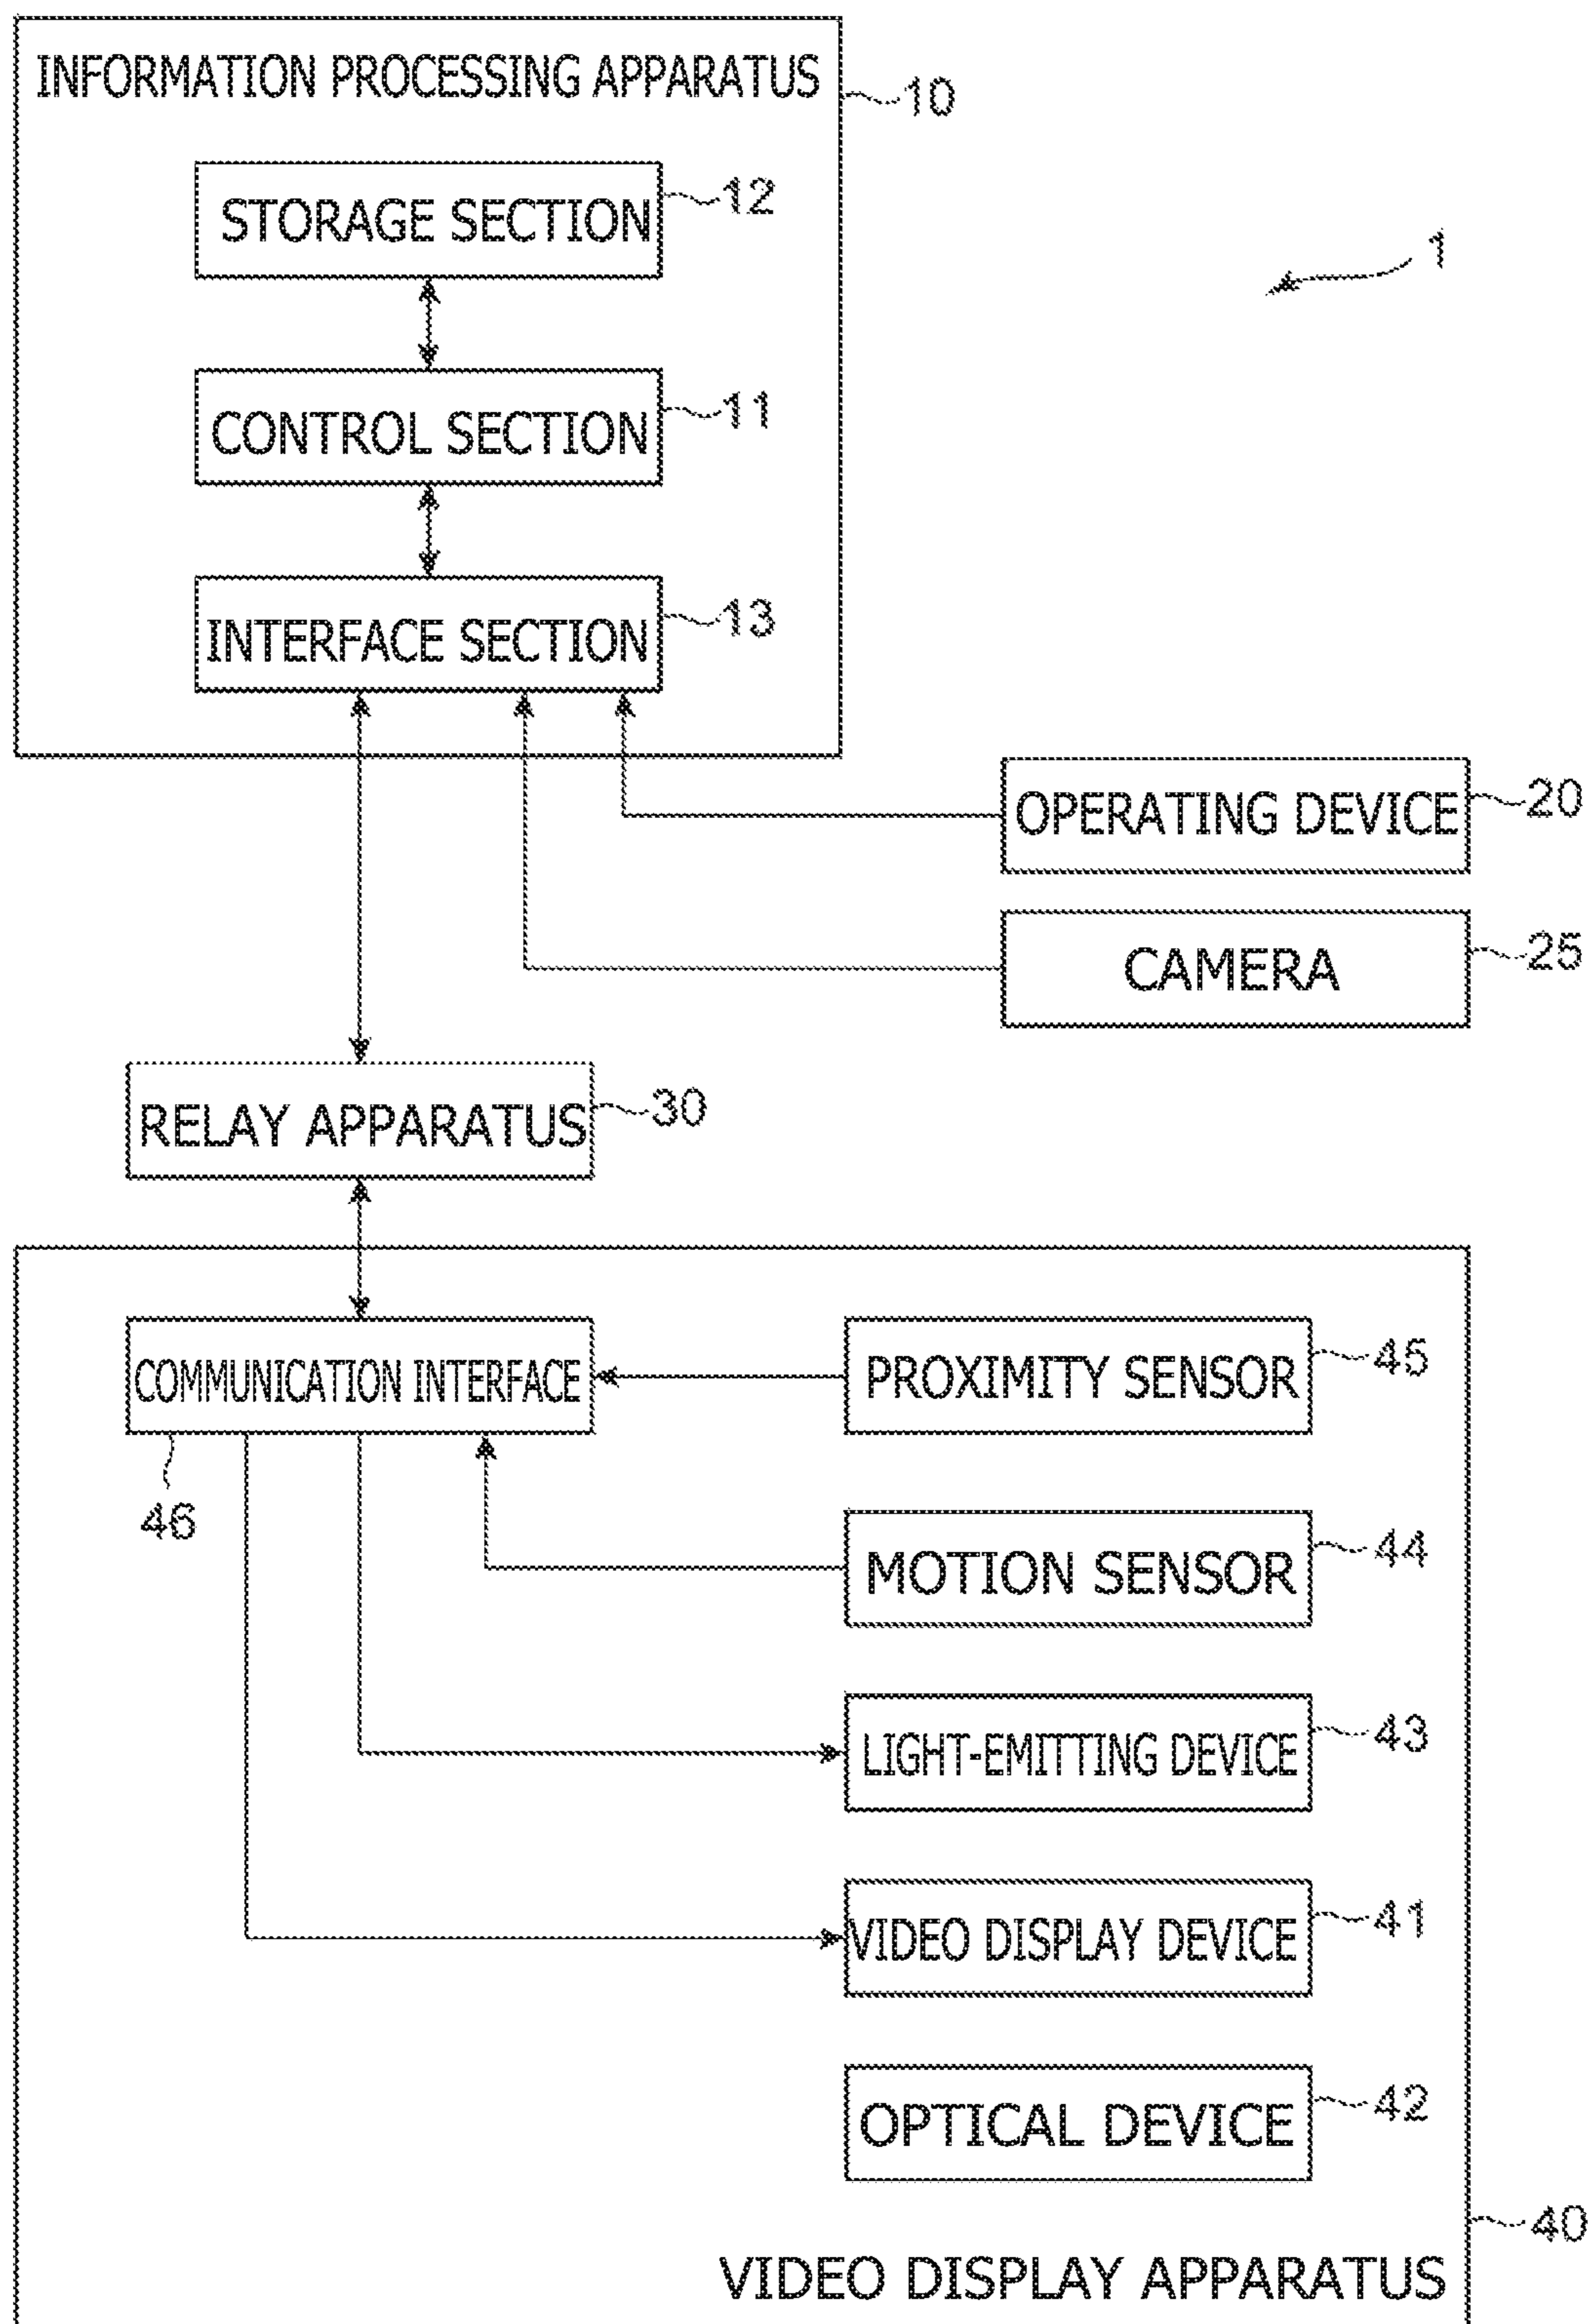 INFORMATION PROCESSING APPARATUS
10
STORAGE SECTION
12
1
CONTROL SECTION
11
INTERFACE SECTION
13
OPERATING DEVICE
20
CAMERA
25
RELAY APPARATUS
30
COMMUNICATION INTERFACE
46
PROXIMITY SENSOR
45
MOTION SENSOR
44
LIGHT-EMITTING DEVICE
43
VIDEO DISPLAY DEVICE
41
OPTICAL DEVICE
42
40
VIDEO DISPLAY APPARATUS